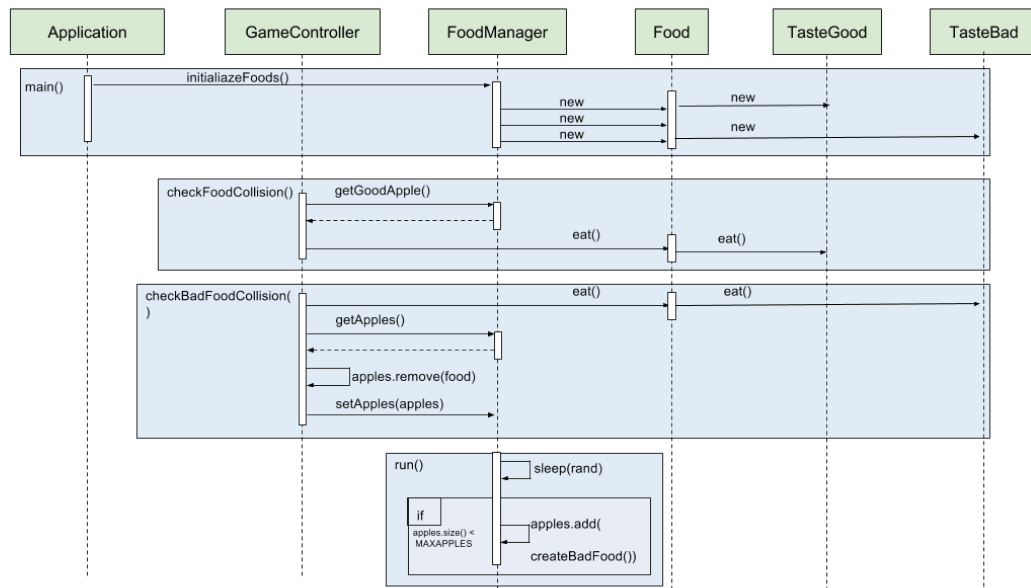 Application
GameController
FoodManager
Food
TasteGood
TasteBad
main()
initialiazeFoods()
new
new
new
new
new
checkFoodCollision()
getGoodApple()
eat()
eat()
checkBadFoodCollision(
)
eat()
eat()
getApples()
apples.remove(food)
setApples(apples)
run()
sleep(rand)
if
apples.size() <
MAXAPPLES
apples.add(
createBadFood())